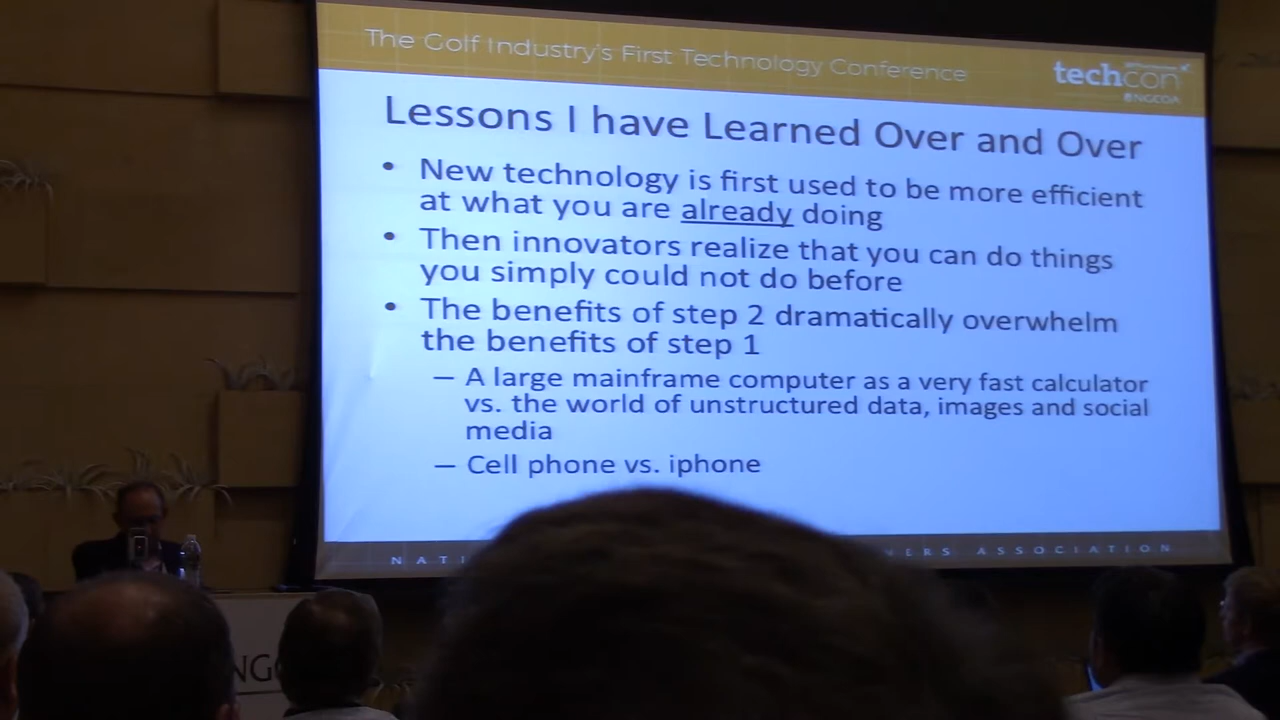 The Golf Industry's First Technology Conference
techcon
@NGCOA
Lessons I have Learned Over and Over
• New technology is first used to be more efficient
at what you are already doing
• Then innovators realize that you can do things
you simply could not do before
• The benefits of step 2 dramatically overwhelm
the benefits of step 1
– A large mainframe computer as a very fast calculator
vs. the world of unstructured data, images and social
media
– Cell phone vs. iphone
ASSOCIATION